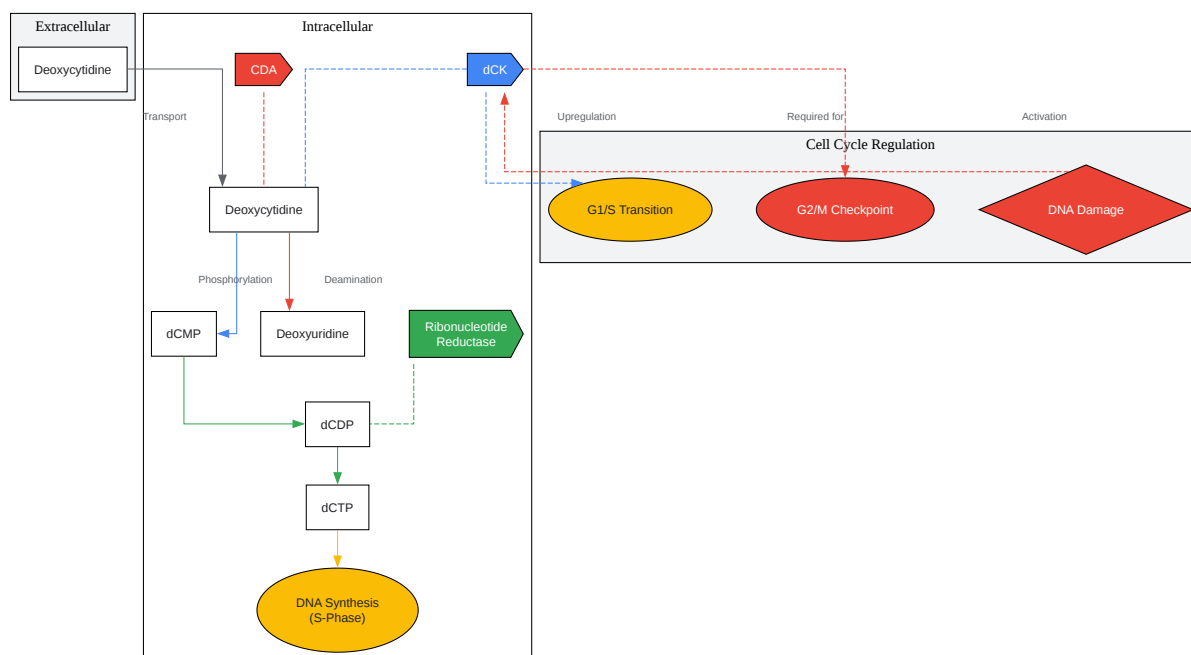 Extracellular
Intracellular
Deoxycytidine
CDA
dCK
Transport
Upregulation
Required for
Activation
Cell Cycle Regulation
Deoxycytidine
G1/S Transition
G2/M Checkpoint
DNA Damage
Phosphorylation
Deamination
dCMP
Deoxyuridine
Ribonucleotide
Reductase
dCDP
dCTP
DNA Synthesis
(S-Phase)